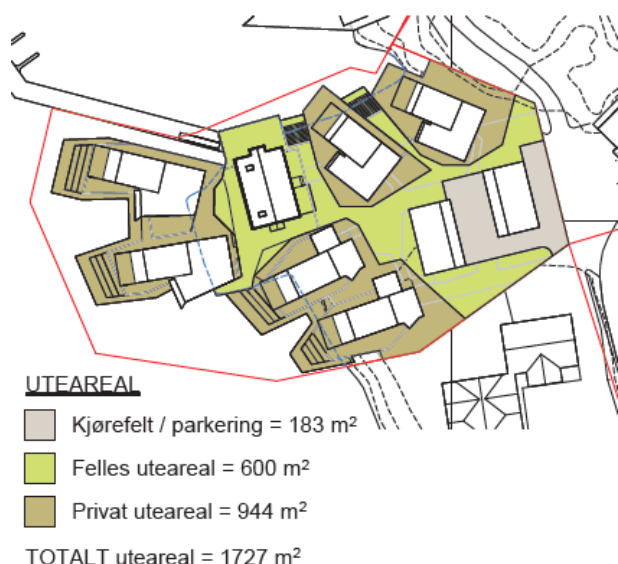 UTEAREAL
Kjørefelt / parkering = 183 m²
Felles uteareal = 600 m²
Privat uteareal = 944 m²
TOTALT uteareal = 1727 m²